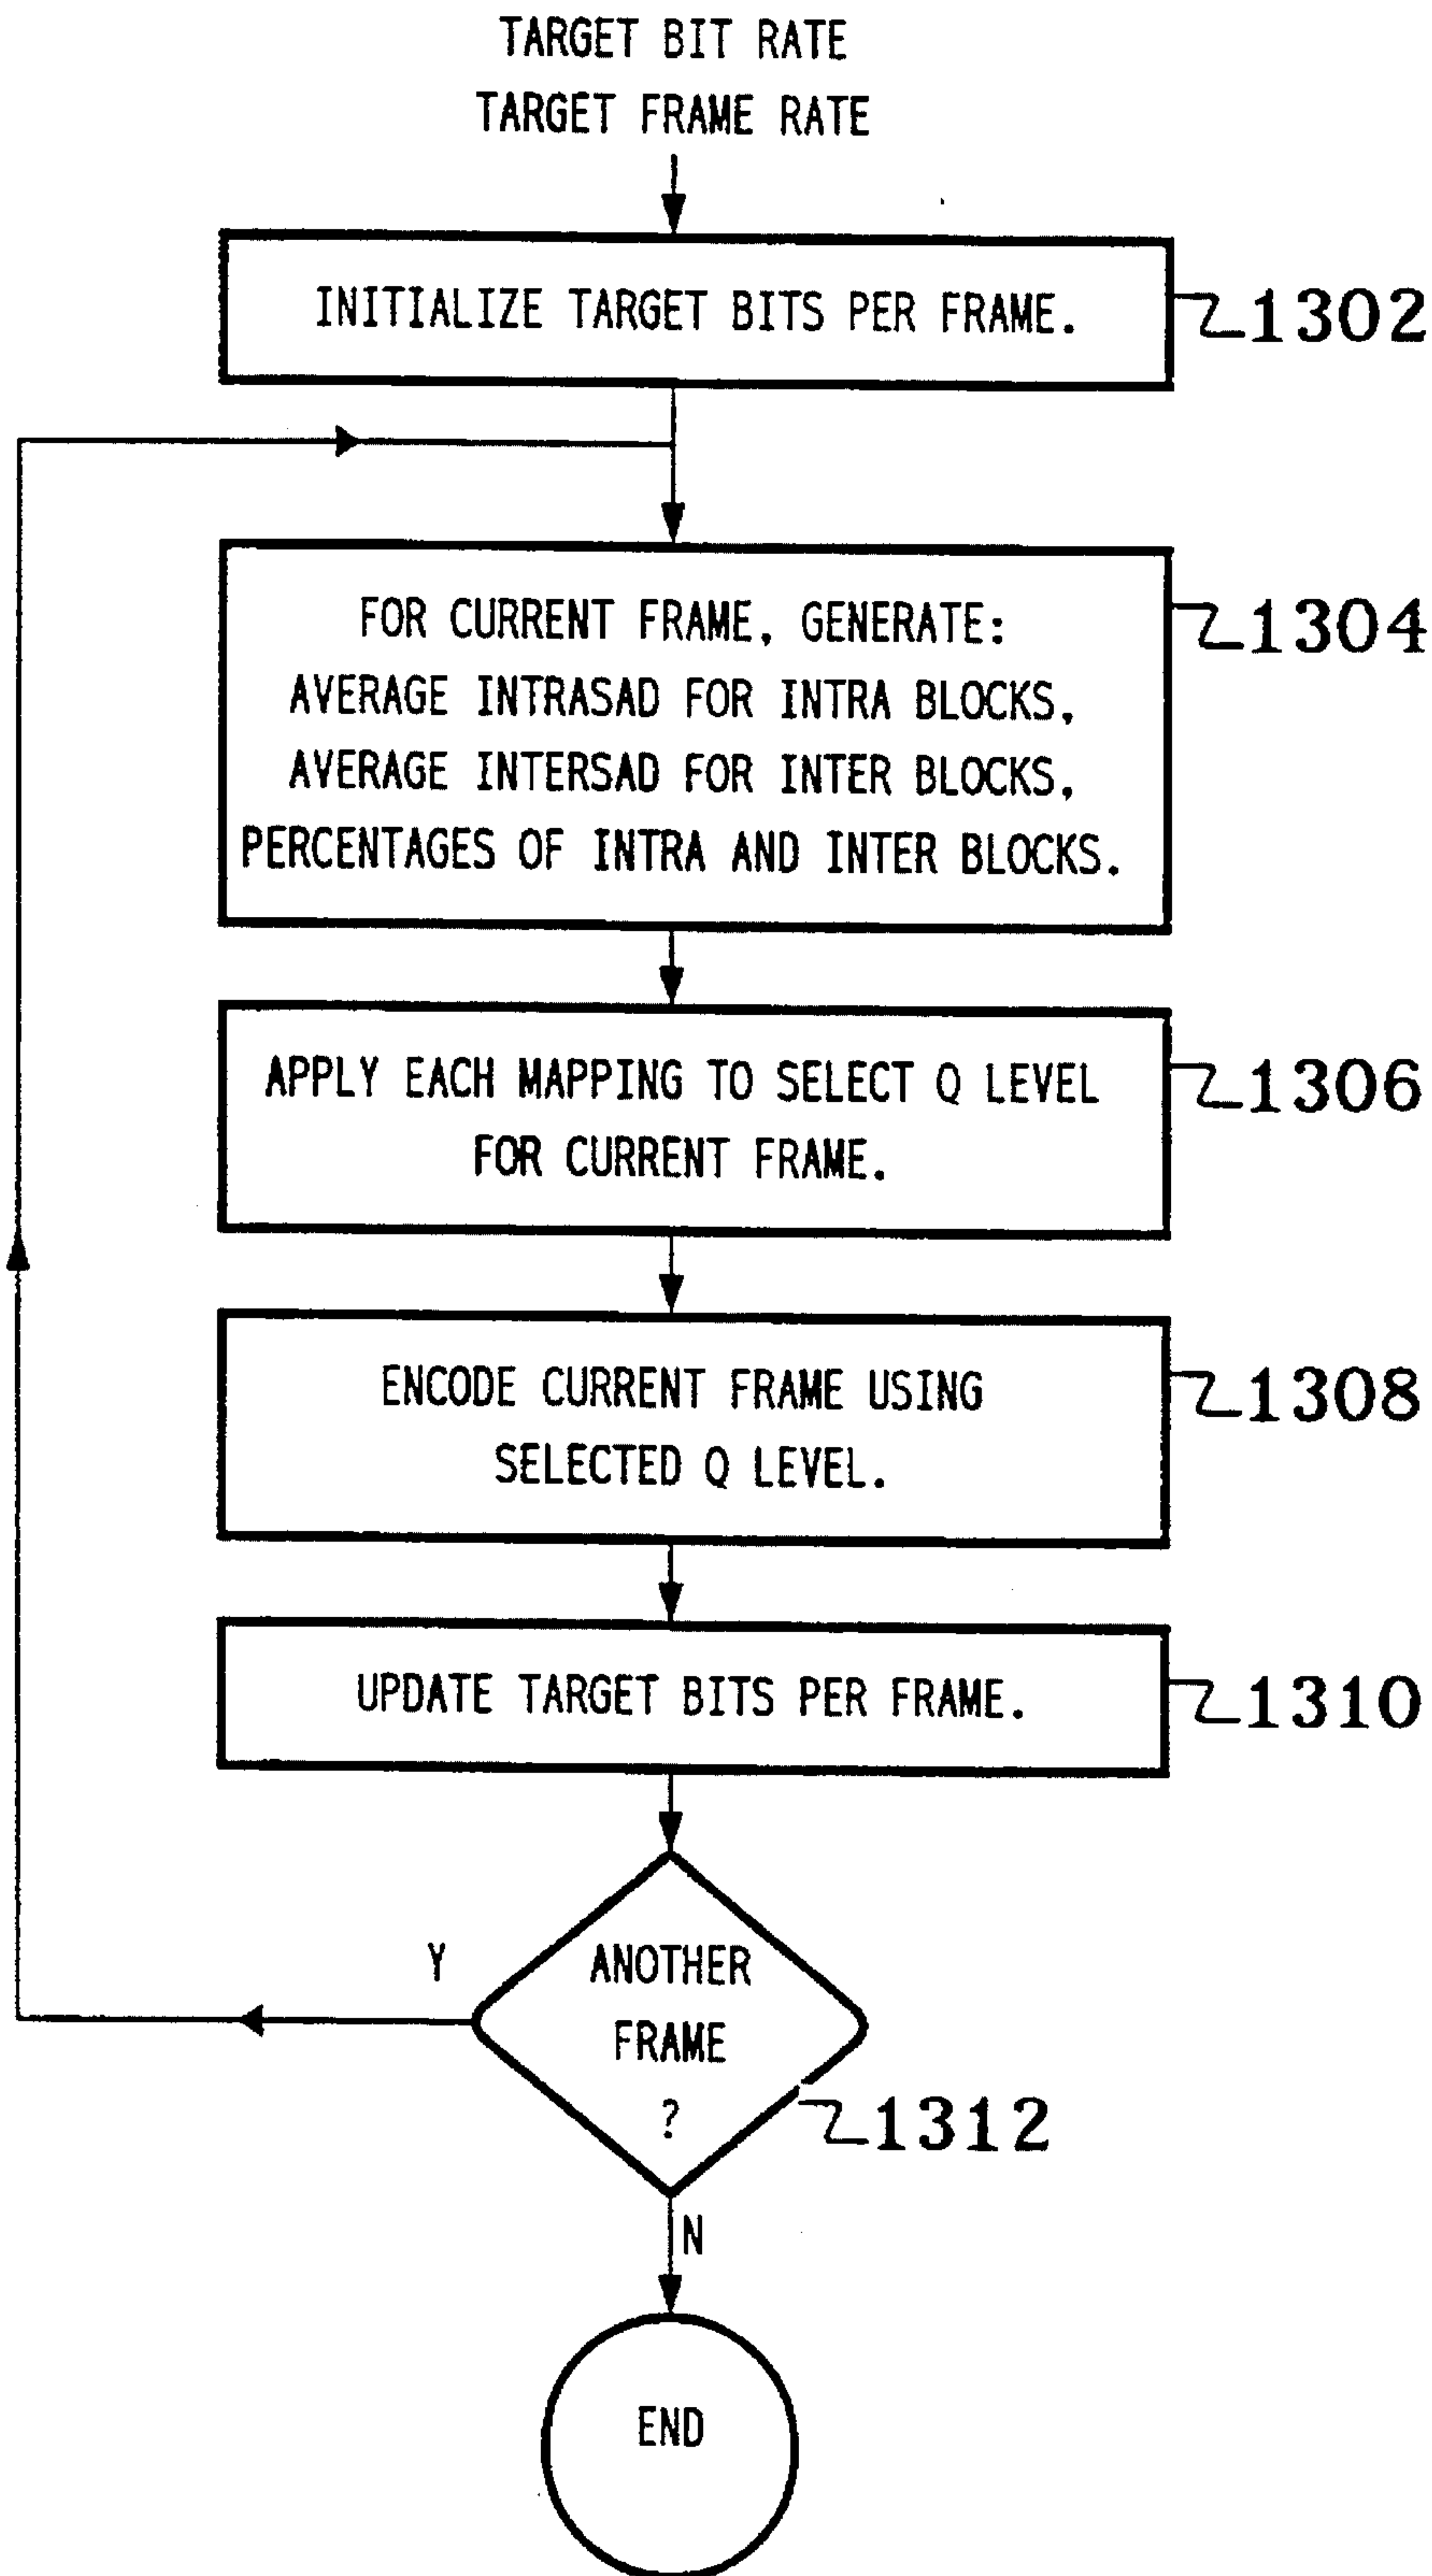 TARGET BIT RATE
TARGET FRAME RATE
INITIALIZE TARGET BITS PER FRAME.
1302
FOR CURRENT FRAME, GENERATE:
AVERAGE INTRASAD FOR INTRA BLOCKS,
AVERAGE INTERSAD FOR INTER BLOCKS,
PERCENTAGES OF INTRA AND INTER BLOCKS.
1304
APPLY EACH MAPPING TO SELECT Q LEVEL
FOR CURRENT FRAME.
1306
ENCODE CURRENT FRAME USING
SELECTED Q LEVEL.
1308
UPDATE TARGET BITS PER FRAME.
1310
Y
ANOTHER
FRAME
?
1312
N
END